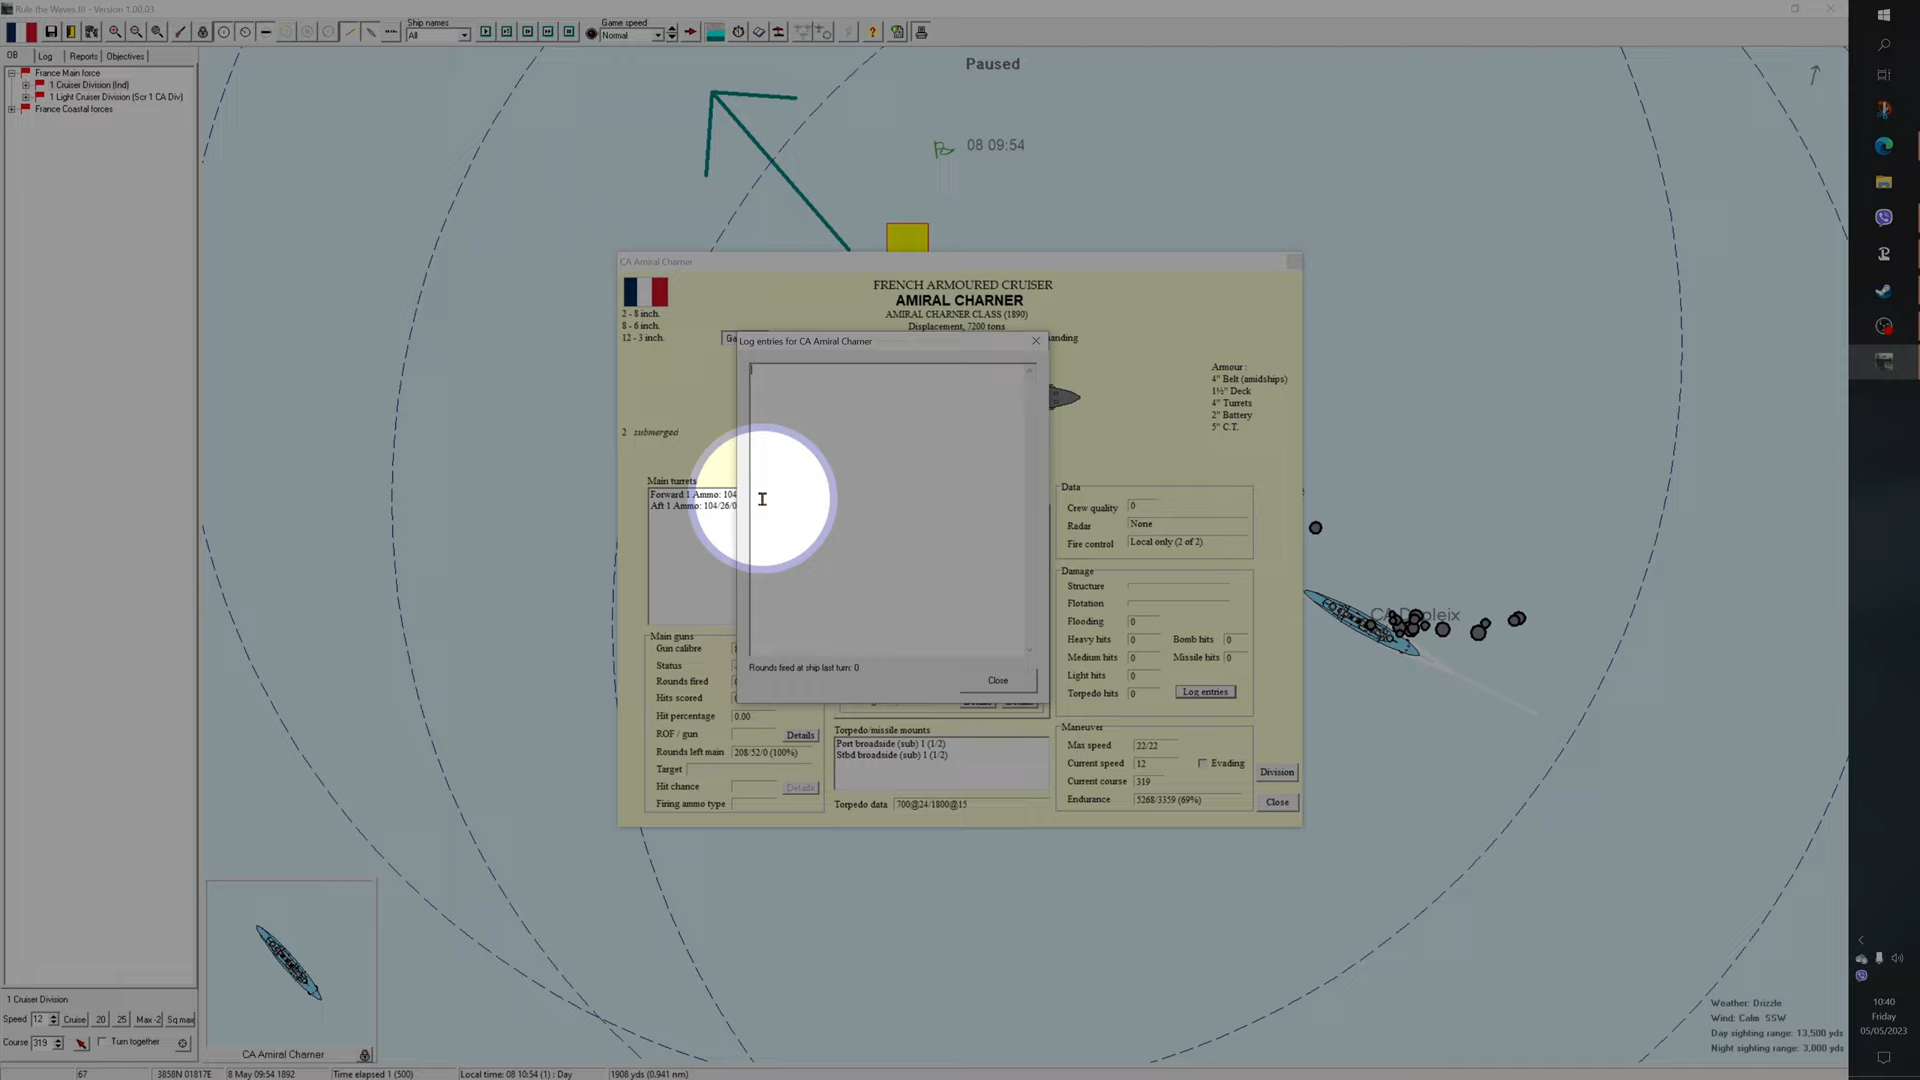 Rule the Waves III - Version 1.00.03
Ship names
All
Game speed
Normal
OB
Log
Reports
Objectives
France Main force
1 Cruiser Division (Ind)
1 Light Cruiser Division (Scr 1 CA Div)
France Coastal forces
Paused
08 09:54
CA Amiral Charner
FRENCH ARMOURED CRUISER
AMIRAL CHARNER
AMIRAL CHARNER CLASS (1890)
Displacement, 7200 tons
2 - 8 inch.
8 - 6 inch.
12 - 3 inch.
2 submerged
Log entries for CA Amiral Charner
Rounds fired at ship last turn: 0
Close
Armour :
4" Belt (amidships)
1½" Deck
4" Turrets
2" Battery
5" C.T.
Main turrets
Forward 1 Ammo: 104
Aft 1 Ammo: 104/26/0
Main guns
Gun calibre
Status
Rounds fired
Hits scored
Hit percentage 0.00
ROF / gun Details
Rounds left main 208/52/0 (100%)
Target
Hit chance Details
Firing ammo type
Torpedo/missile mounts
Port broadside (sub) 1 (1/2)
Stbd broadside (sub) 1 (1/2)
Torpedo data 700@24/1800@15
Data
Crew quality 0
Radar None
Fire control Local only (2 of 2)
Damage
Structure
Flotation
Flooding 0
Heavy hits 0 Bomb hits 0
Medium hits 0 Missile hits 0
Light hits 0
Torpedo hits 0 Log entries
Maneuver
Max speed 22/22
Current speed 12 Evading
Current course 319
Endurance 5268/3359 (69%)
Division
Close
1 Cruiser Division
Speed 12 Cruise 20 25 Max -2 Sq max
Course 319 Turn together
CA Amiral Charner
Weather: Drizzle
Wind: Calm SSW
Day sighting range: 13,500 yds
Night sighting range: 3,000 yds
67
3858N 01817E
8 May 09:54 1892
Time elapsed 1 (500)
Local time: 08 10:54 (1) : Day
1908 yds (0.941 nm)
10:40
Friday
05/05/2023